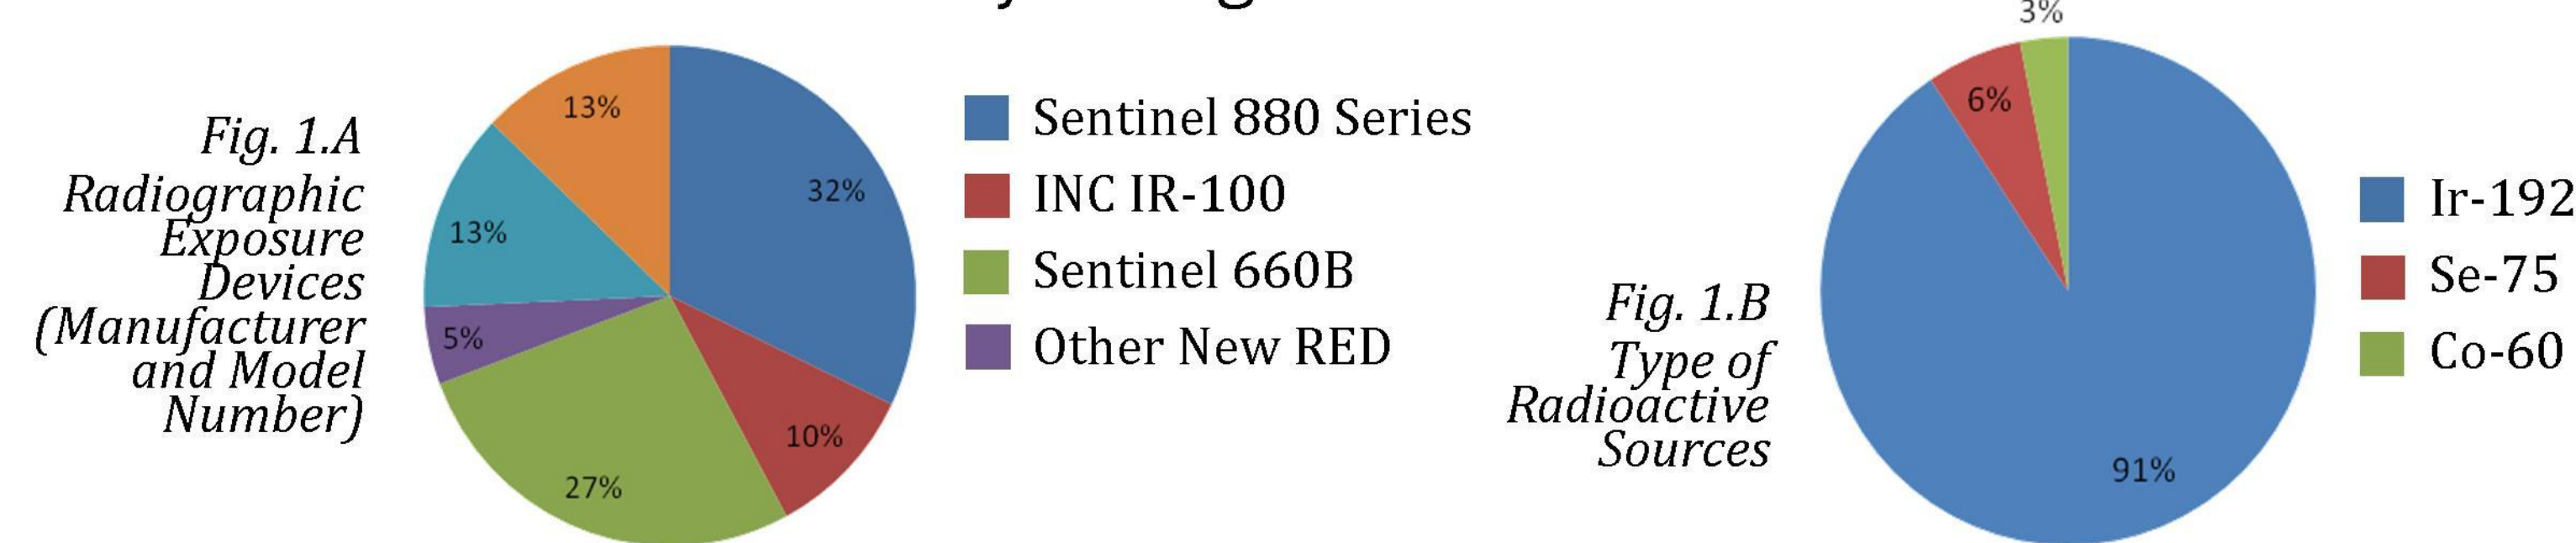 Fig. 1.A
Radiographic
Exposure
Devices
(Manufacturer
and Model
Number)
13%
32%
13%
5%
10%
27%
Sentinel 880 Series
INC IR-100
Sentinel 660B
Other New RED
Fig. 1.B
Type of
Radioactive
Sources
3%
6%
91%
Ir-192
Se-75
Co-60